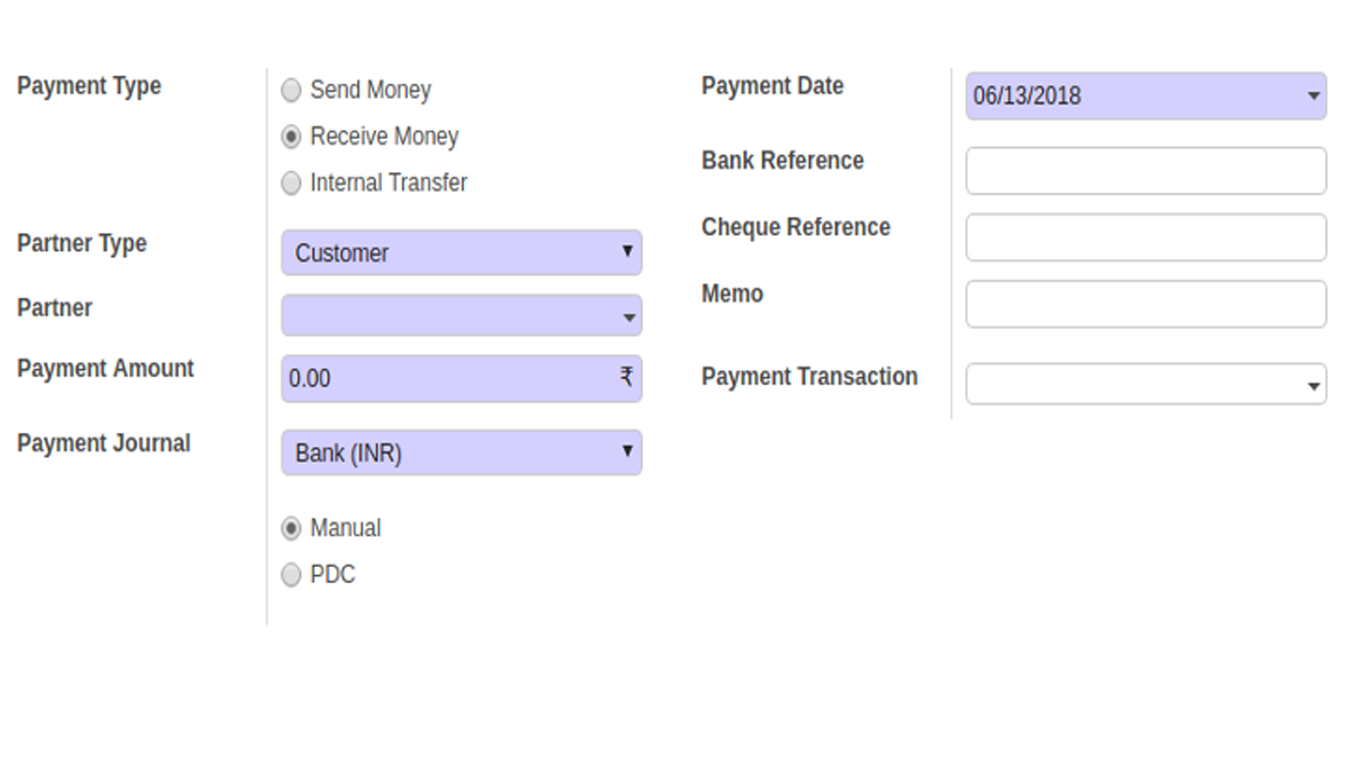 Payment Type
Send Money
Receive Money
Internal Transfer
Partner Type
Customer
Partner
Payment Amount
0.00 ₹
Payment Journal
Bank (INR)
Manual
PDC
Payment Date
06/13/2018
Bank Reference
Cheque Reference
Memo
Payment Transaction